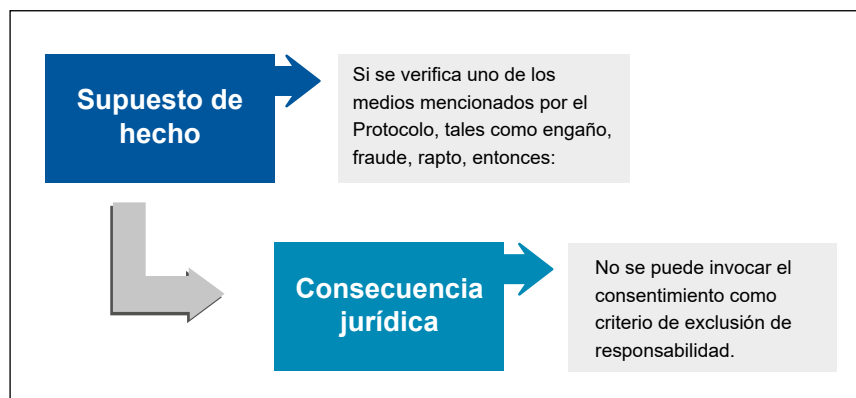 Supuesto de
hecho
Si se verifica uno de los
medios mencionados por el
Protocolo, tales como engaño,
fraude, rapto, entonces:
Consecuencia
jurídica
No se puede invocar el
consentimiento como
criterio de exclusión de
responsabilidad.